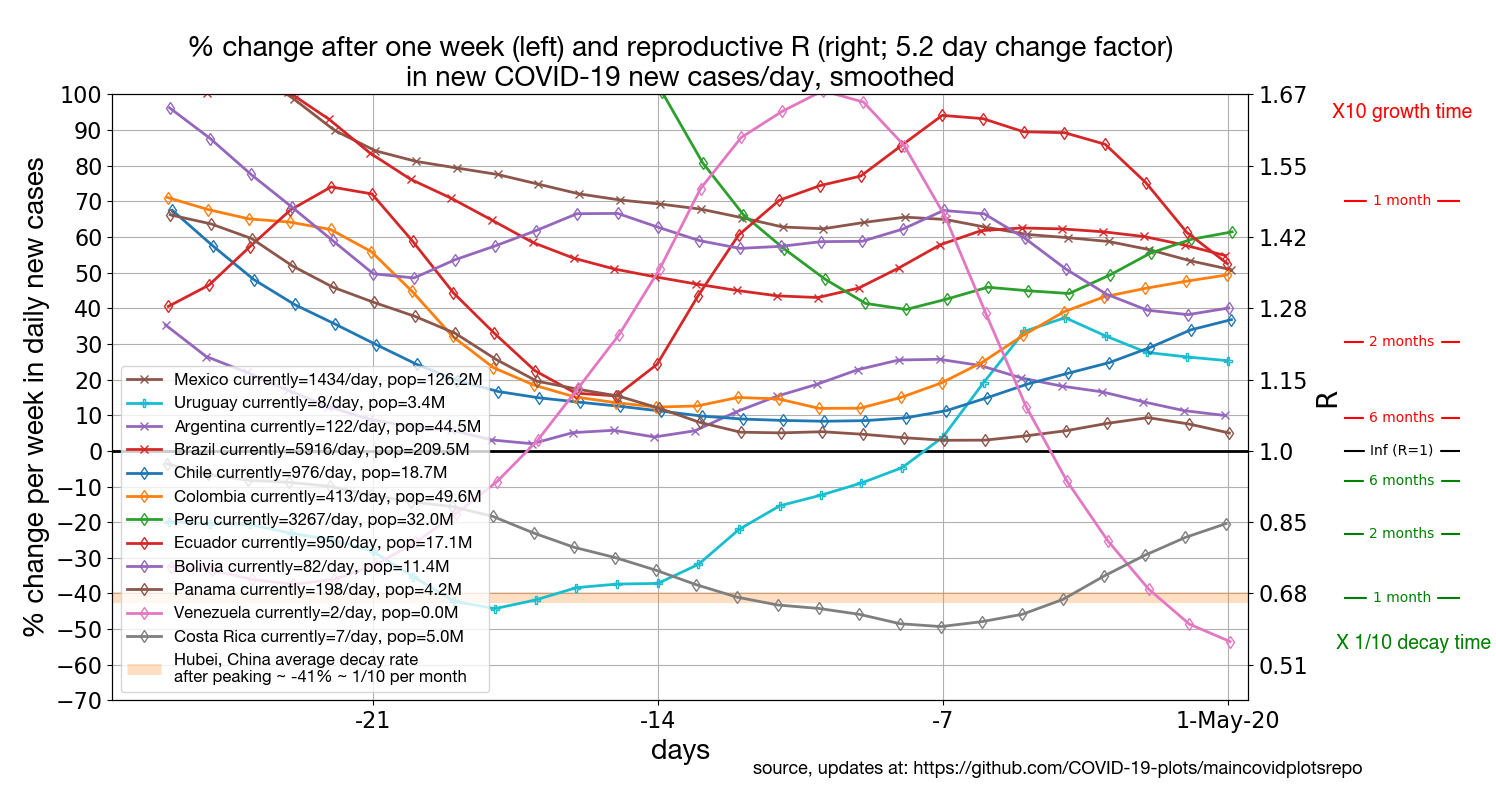 % change after one week (left) and reproductive R (right; 5.2 day change factor)
in new COVID-19 new cases/day, smoothed
% change per week in daily new cases
100
90
80
70
60
50
40
30
20
10
0
−10
−20
−30
−40
−50
−60
−70
Mexico currently=1434/day, pop=126.2M
Uruguay currently=8/day, pop=3.4M
Argentina currently=122/day, pop=44.5M
Brazil currently=5916/day, pop=209.5M
Chile currently=976/day, pop=18.7M
Colombia currently=413/day, pop=49.6M
Peru currently=3267/day, pop=32.0M
Ecuador currently=950/day, pop=17.1M
Bolivia currently=82/day, pop=11.4M
Panama currently=198/day, pop=4.2M
Venezuela currently=2/day, pop=0.0M
Costa Rica currently=7/day, pop=5.0M
Hubei, China average decay rate
after peaking ~ -41% ~ 1/10 per month
-21
-14
-7
1-May-20
days
1.67
1.55
1.42
1.28
1.15
1.0
0.85
0.68
0.51
R
X10 growth time
1 month
2 months
6 months
Inf (R=1)
6 months
2 months
1 month
X 1/10 decay time
source, updates at: https://github.com/COVID-19-plots/maincovidplotsrepo